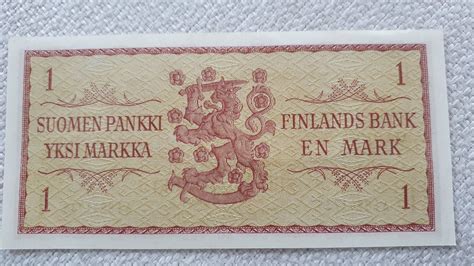 1 1
SUOMEN PANKKI FINLANDS BANK
YKSI MARKKA EN MARK
1 1